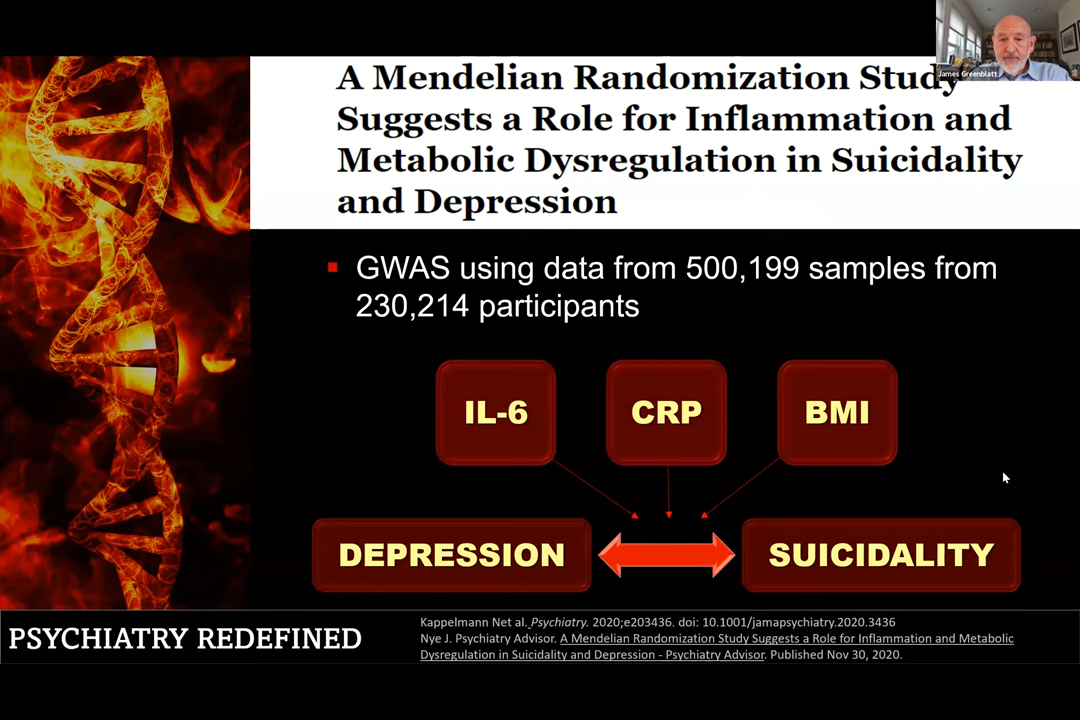 James Greenblatt
A Mendelian Randomization Study
Suggests a Role for Inflammation and
Metabolic Dysregulation in Suicidality
and Depression
GWAS using data from 500,199 samples from
230,214 participants
IL-6
CRP
BMI
DEPRESSION
SUICIDALITY
PSYCHIATRY REDEFINED
Kappelmann Net al. Psychiatry. 2020;e203436. doi: 10.1001/jamapsychiatry.2020.3436
Nye J. Psychiatry Advisor. A Mendelian Randomization Study Suggests a Role for Inflammation and Metabolic
Dysregulation in Suicidality and Depression - Psychiatry Advisor. Published Nov 30, 2020.